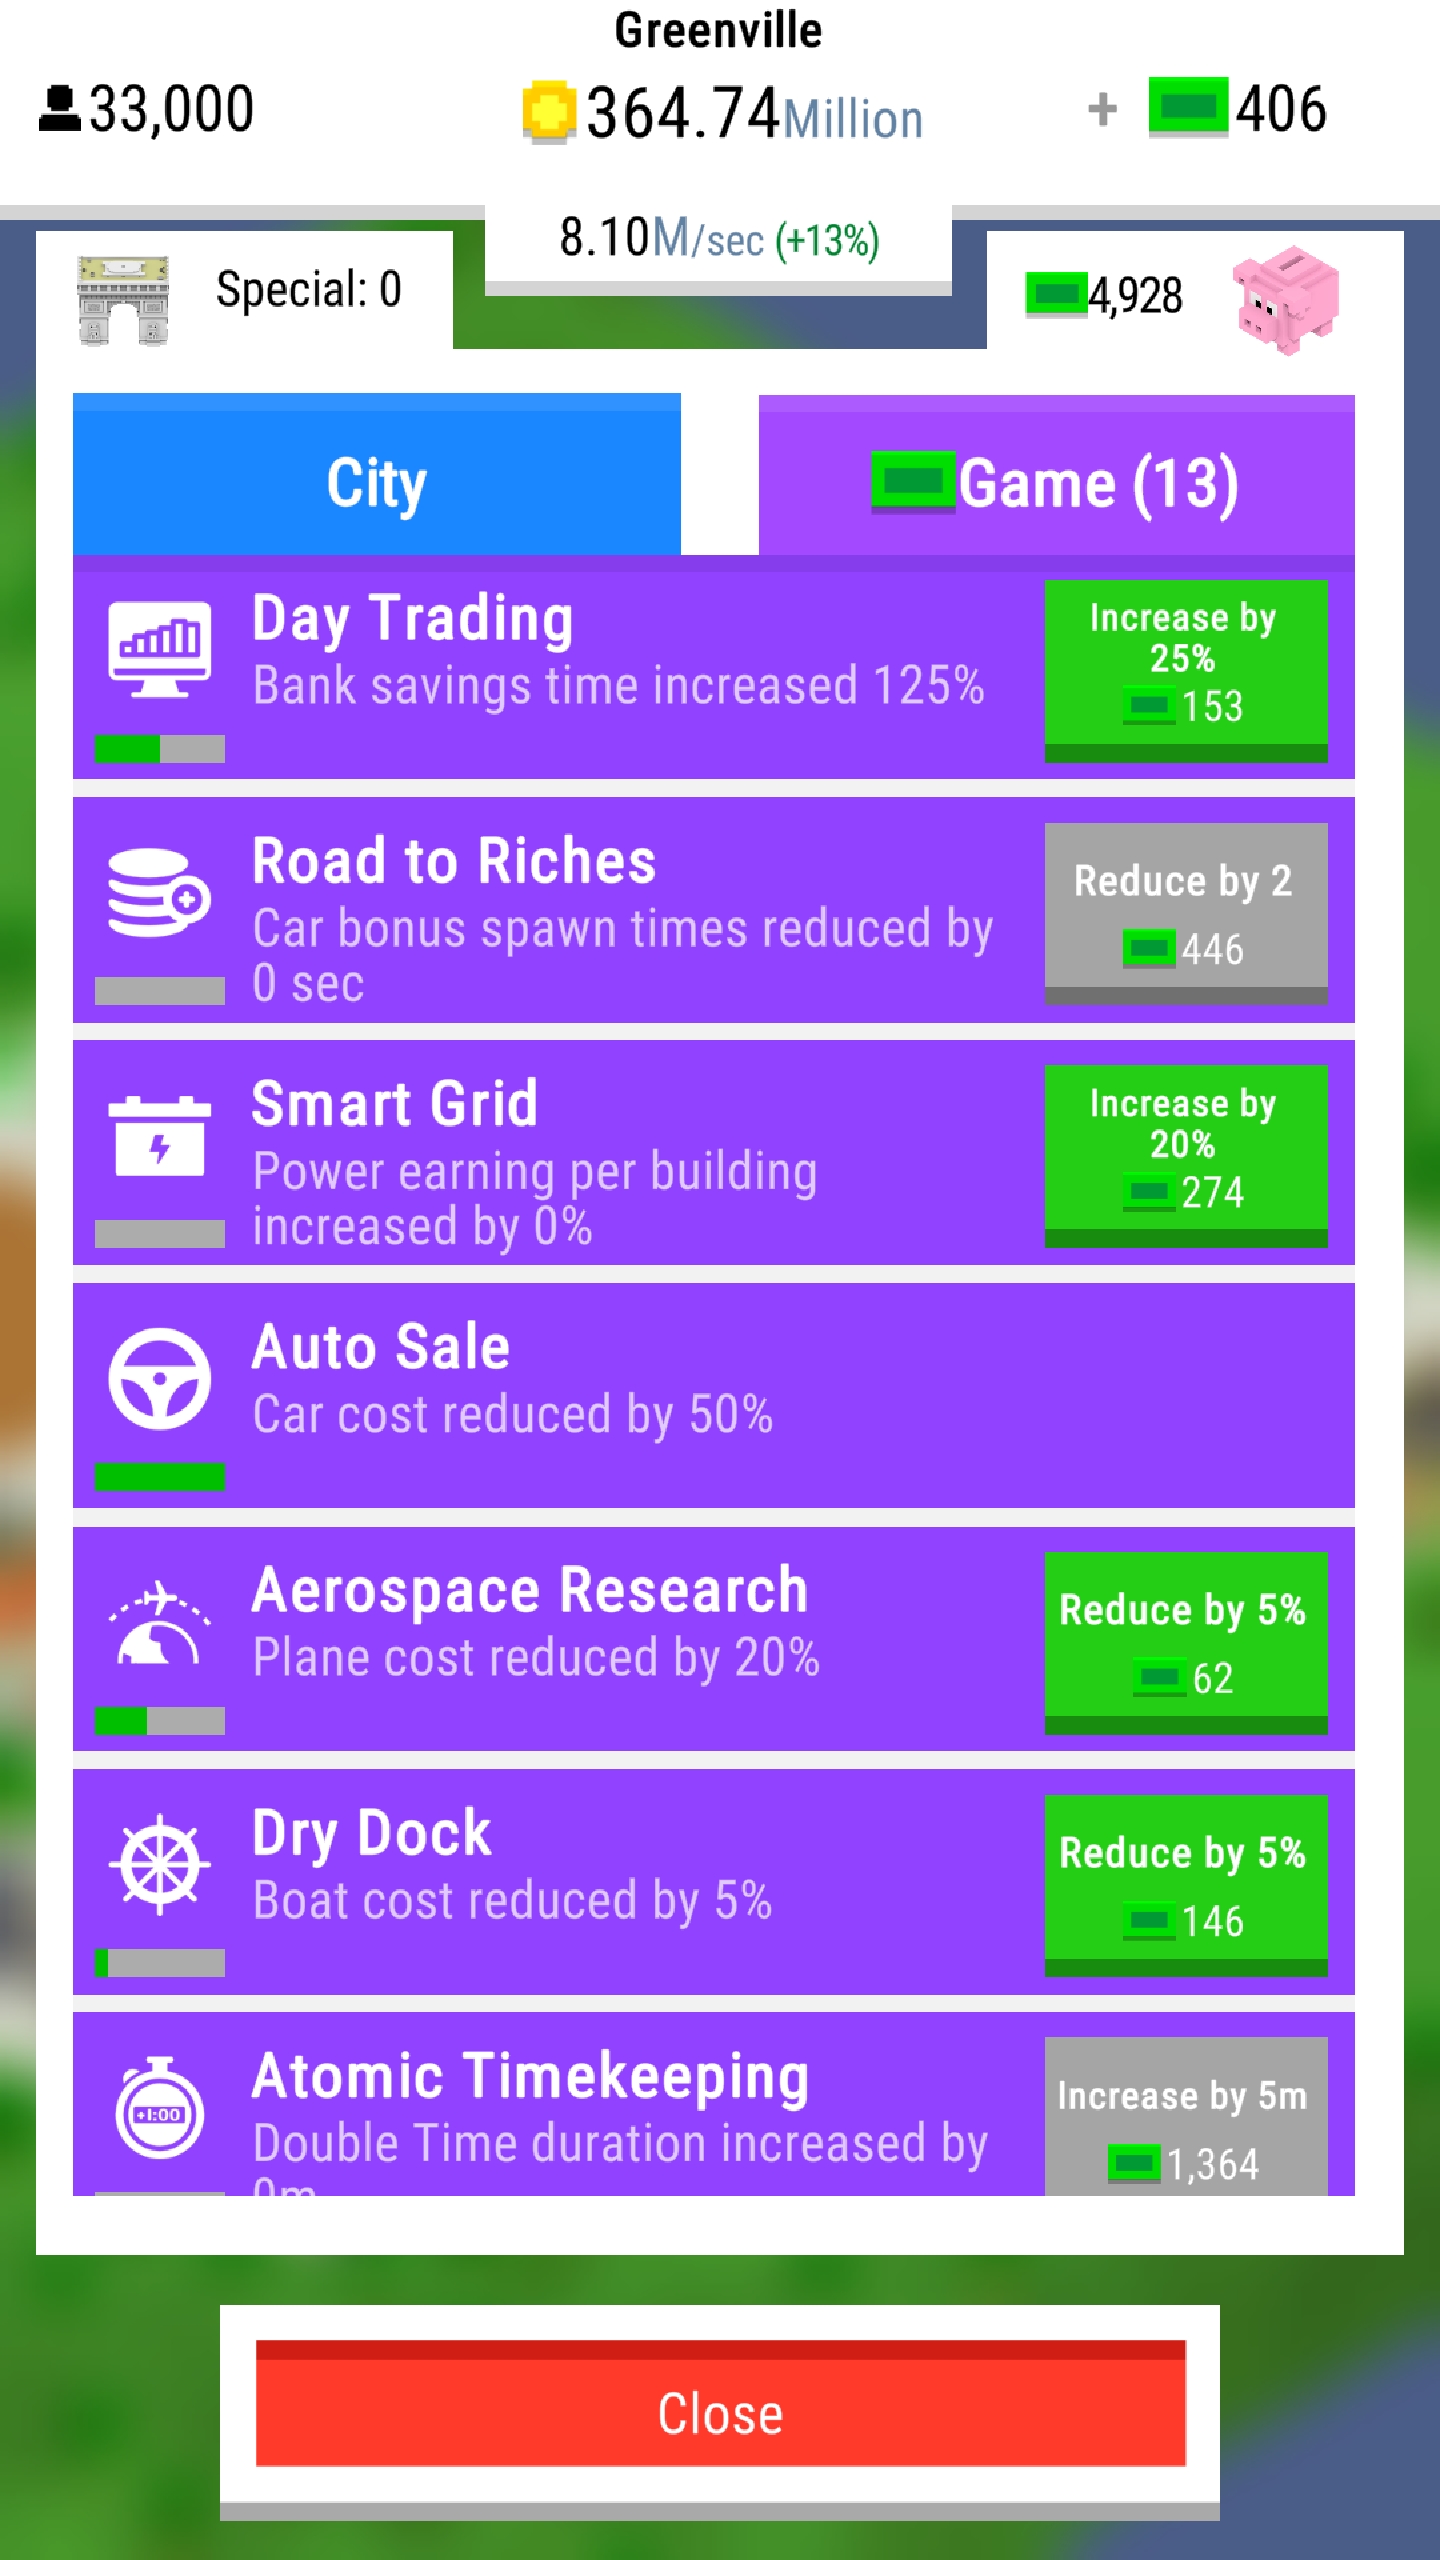 Greenville
33,000
364.74Million
+ 406
8.10M/sec (+13%)
Special: 0
4,928
City
Game (13)
Day Trading
Bank savings time increased 125%
Increase by
25%
153
Road to Riches
Car bonus spawn times reduced by
0 sec
Reduce by 2
446
Smart Grid
Power earning per building
increased by 0%
Increase by
20%
274
Auto Sale
Car cost reduced by 50%
Aerospace Research
Plane cost reduced by 20%
Reduce by 5%
62
Dry Dock
Boat cost reduced by 5%
Reduce by 5%
146
+1:00
Atomic Timekeeping
Double Time duration increased by
0m
Increase by 5m
1,364
Close